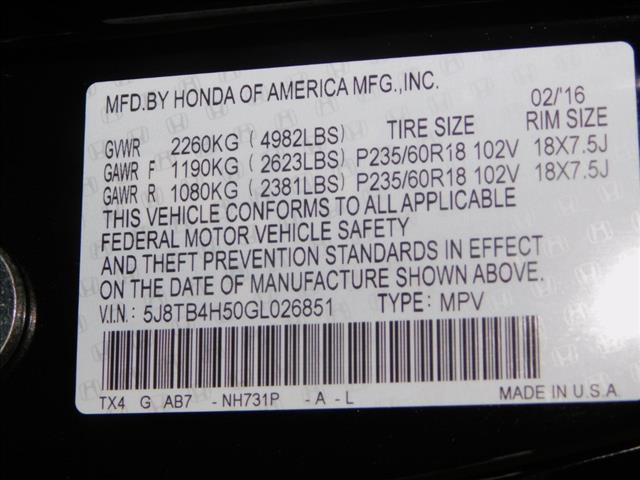 MFD.BY HONDA OF AMERICA MFG.,INC.
02/'16
GVWR 2260KG (4982LBS) TIRE SIZE RIM SIZE
GAWR F 1190KG (2623LBS) P235/60R18 102V 18X7.5J
GAWR R 1080KG (2381LBS) P235/60R18 102V 18X7.5J
THIS VEHICLE CONFORMS TO ALL APPLICABLE
FEDERAL MOTOR VEHICLE SAFETY
AND THEFT PREVENTION STANDARDS IN EFFECT
ON THE DATE OF MANUFACTURE SHOWN ABOVE.
V.I.N: 5J8TB4H50GL026851 TYPE: MPV
TX4 G AB7 - NH731P - A - L MADE IN U.S.A.